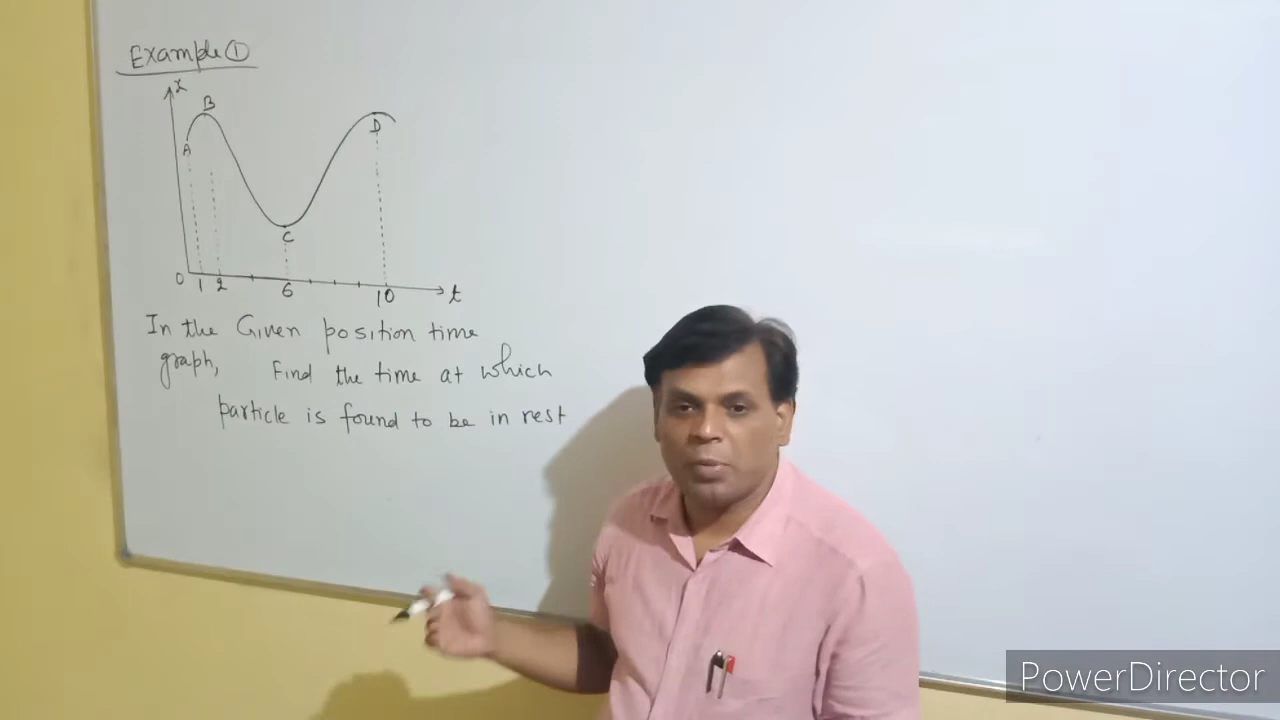 Example ①
x
B
A
D
C
0 1 2 6 10 t
In the Given position time
graph, Find the time at which
particle is found to be in rest
PowerDirector